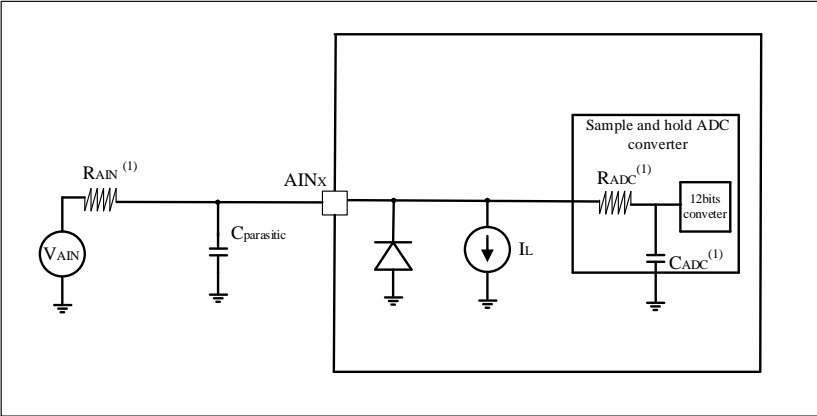 Sample and hold ADC
converter
RAIN (1)
AINX
RADC(1)
12bits
conveter
Cparasitic
VAIN
IL
CADC(1)